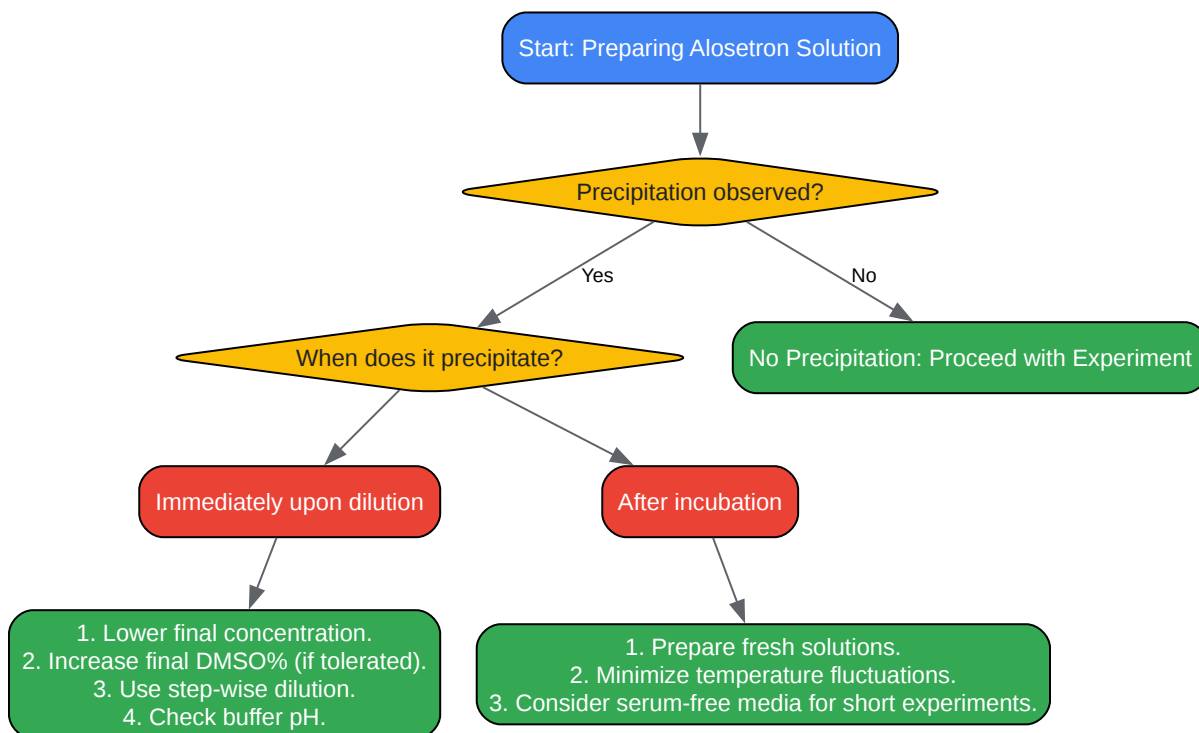 Start: Preparing Alosetron Solution
Precipitation observed?
Yes
No
When does it precipitate?
No Precipitation: Proceed with Experiment
Immediately upon dilution
After incubation
1. Lower final concentration.
2. Increase final DMSO% (if tolerated).
3. Use step-wise dilution.
4. Check buffer pH.
1. Prepare fresh solutions.
2. Minimize temperature fluctuations.
3. Consider serum-free media for short experiments.